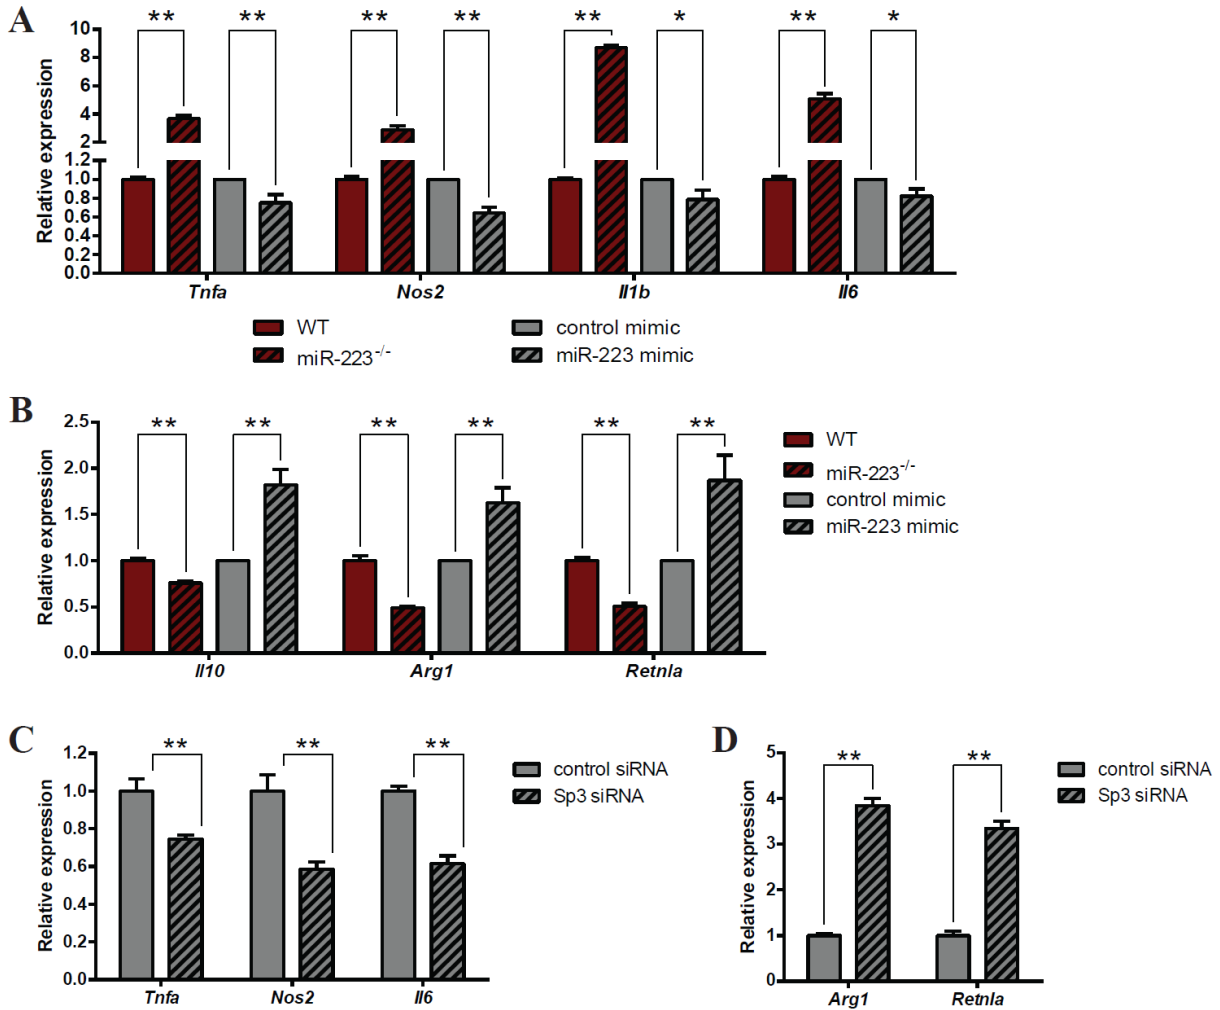 A
** ** ** ** ** * ** *
Relative expression
10
8
6
4
2
1.2
1.0
0.8
0.6
0.4
0.2
0.0
Tnfa Nos2 Il1b Il6
WT control mimic
miR-223-/- miR-223 mimic
B
** ** ** ** ** **
Relative expression
2.5
2.0
1.5
1.0
0.5
0.0
Il10 Arg1 Retnla
WT
miR-223-/-
control mimic
miR-223 mimic
C
** ** **
Relative expression
1.2
1.0
0.8
0.6
0.4
0.2
0.0
Tnfa Nos2 Il6
control siRNA
Sp3 siRNA
D
** **
Relative expression
5
4
3
2
1
0
Arg1 Retnla
control siRNA
Sp3 siRNA